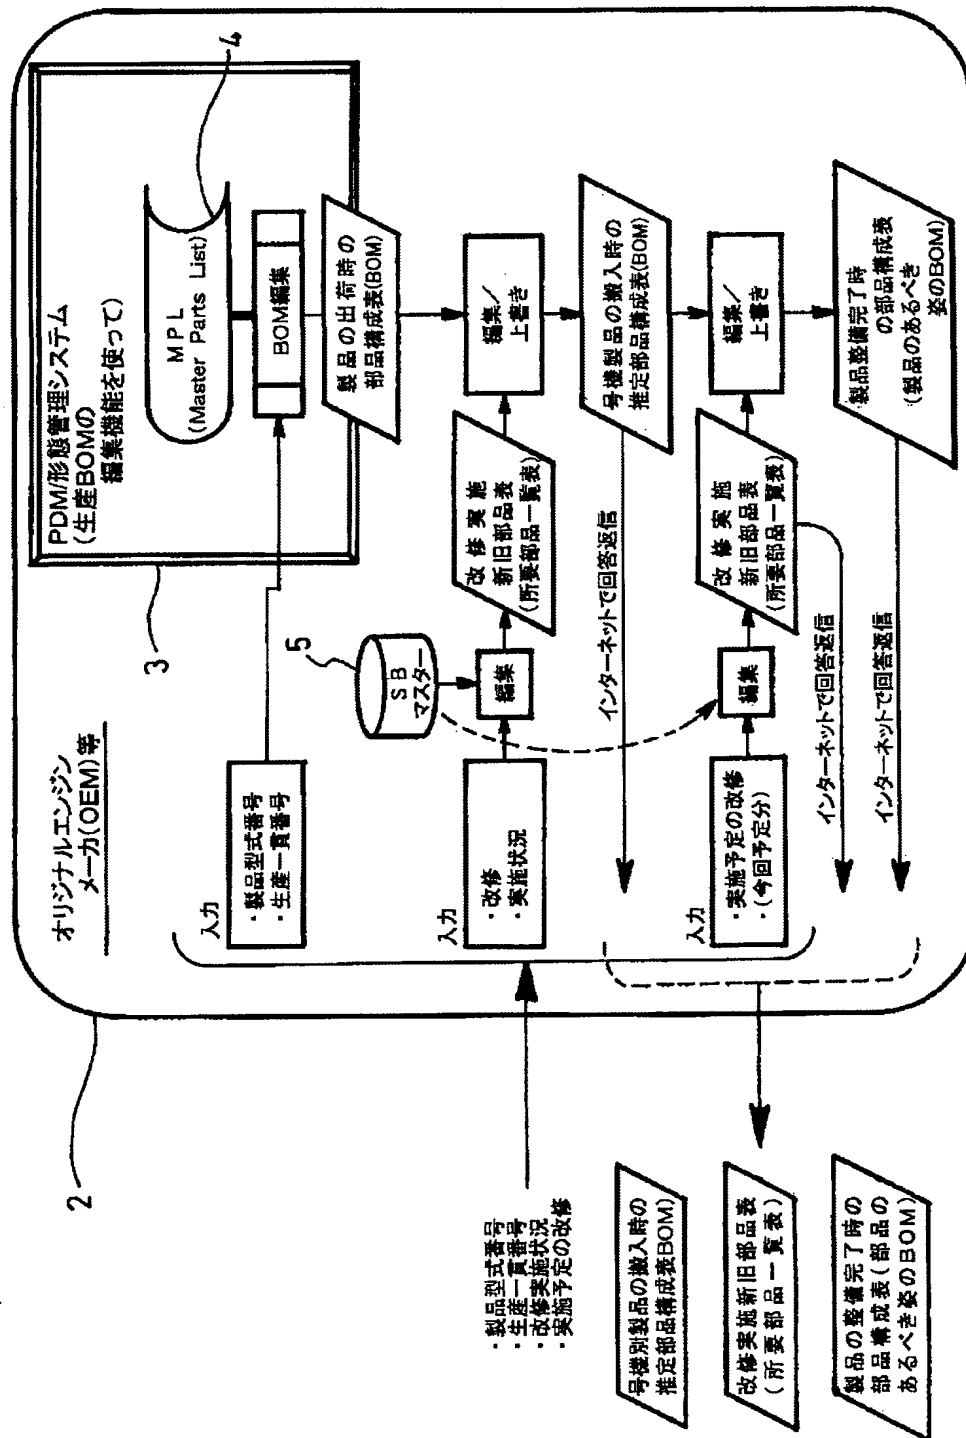 2
オリジナルエンジン
メーカ(OEM)等
3
PDM/形態管理システム
(生産BOMの
編集機能を使って)
4
MPL
(Master Parts List)
BOM編集
入力
・製品型式番号
・生産一貫番号
製品の出荷時の
部品構成表(BOM)
5
SB
マスター
入力
・改修
・実施状況
編集
改修実施
新旧部品表
(所要部品一覧表)
編集/
上書き
インターネットで回答返信
号機製品の搬入時の
推定部品構成表(BOM)
入力
・実施予定の改修
・(今回予定分)
編集
改修実施
新旧部品表
(所要部品一覧表)
編集/
上書き
インターネットで回答返信
インターネットで回答返信
製品整備完了時
の部品構成表
(製品のあるべき
姿のBOM)
・製品型式番号
・生産一貫番号
・改修実施状況
・実施予定の改修
号機別製品の搬入時の
推定部品構成表BOM)
改修実施新旧部品表
(所要部品一覧表)
製品の整備完了時の
部品構成表(部品の
あるべき姿のBOM)